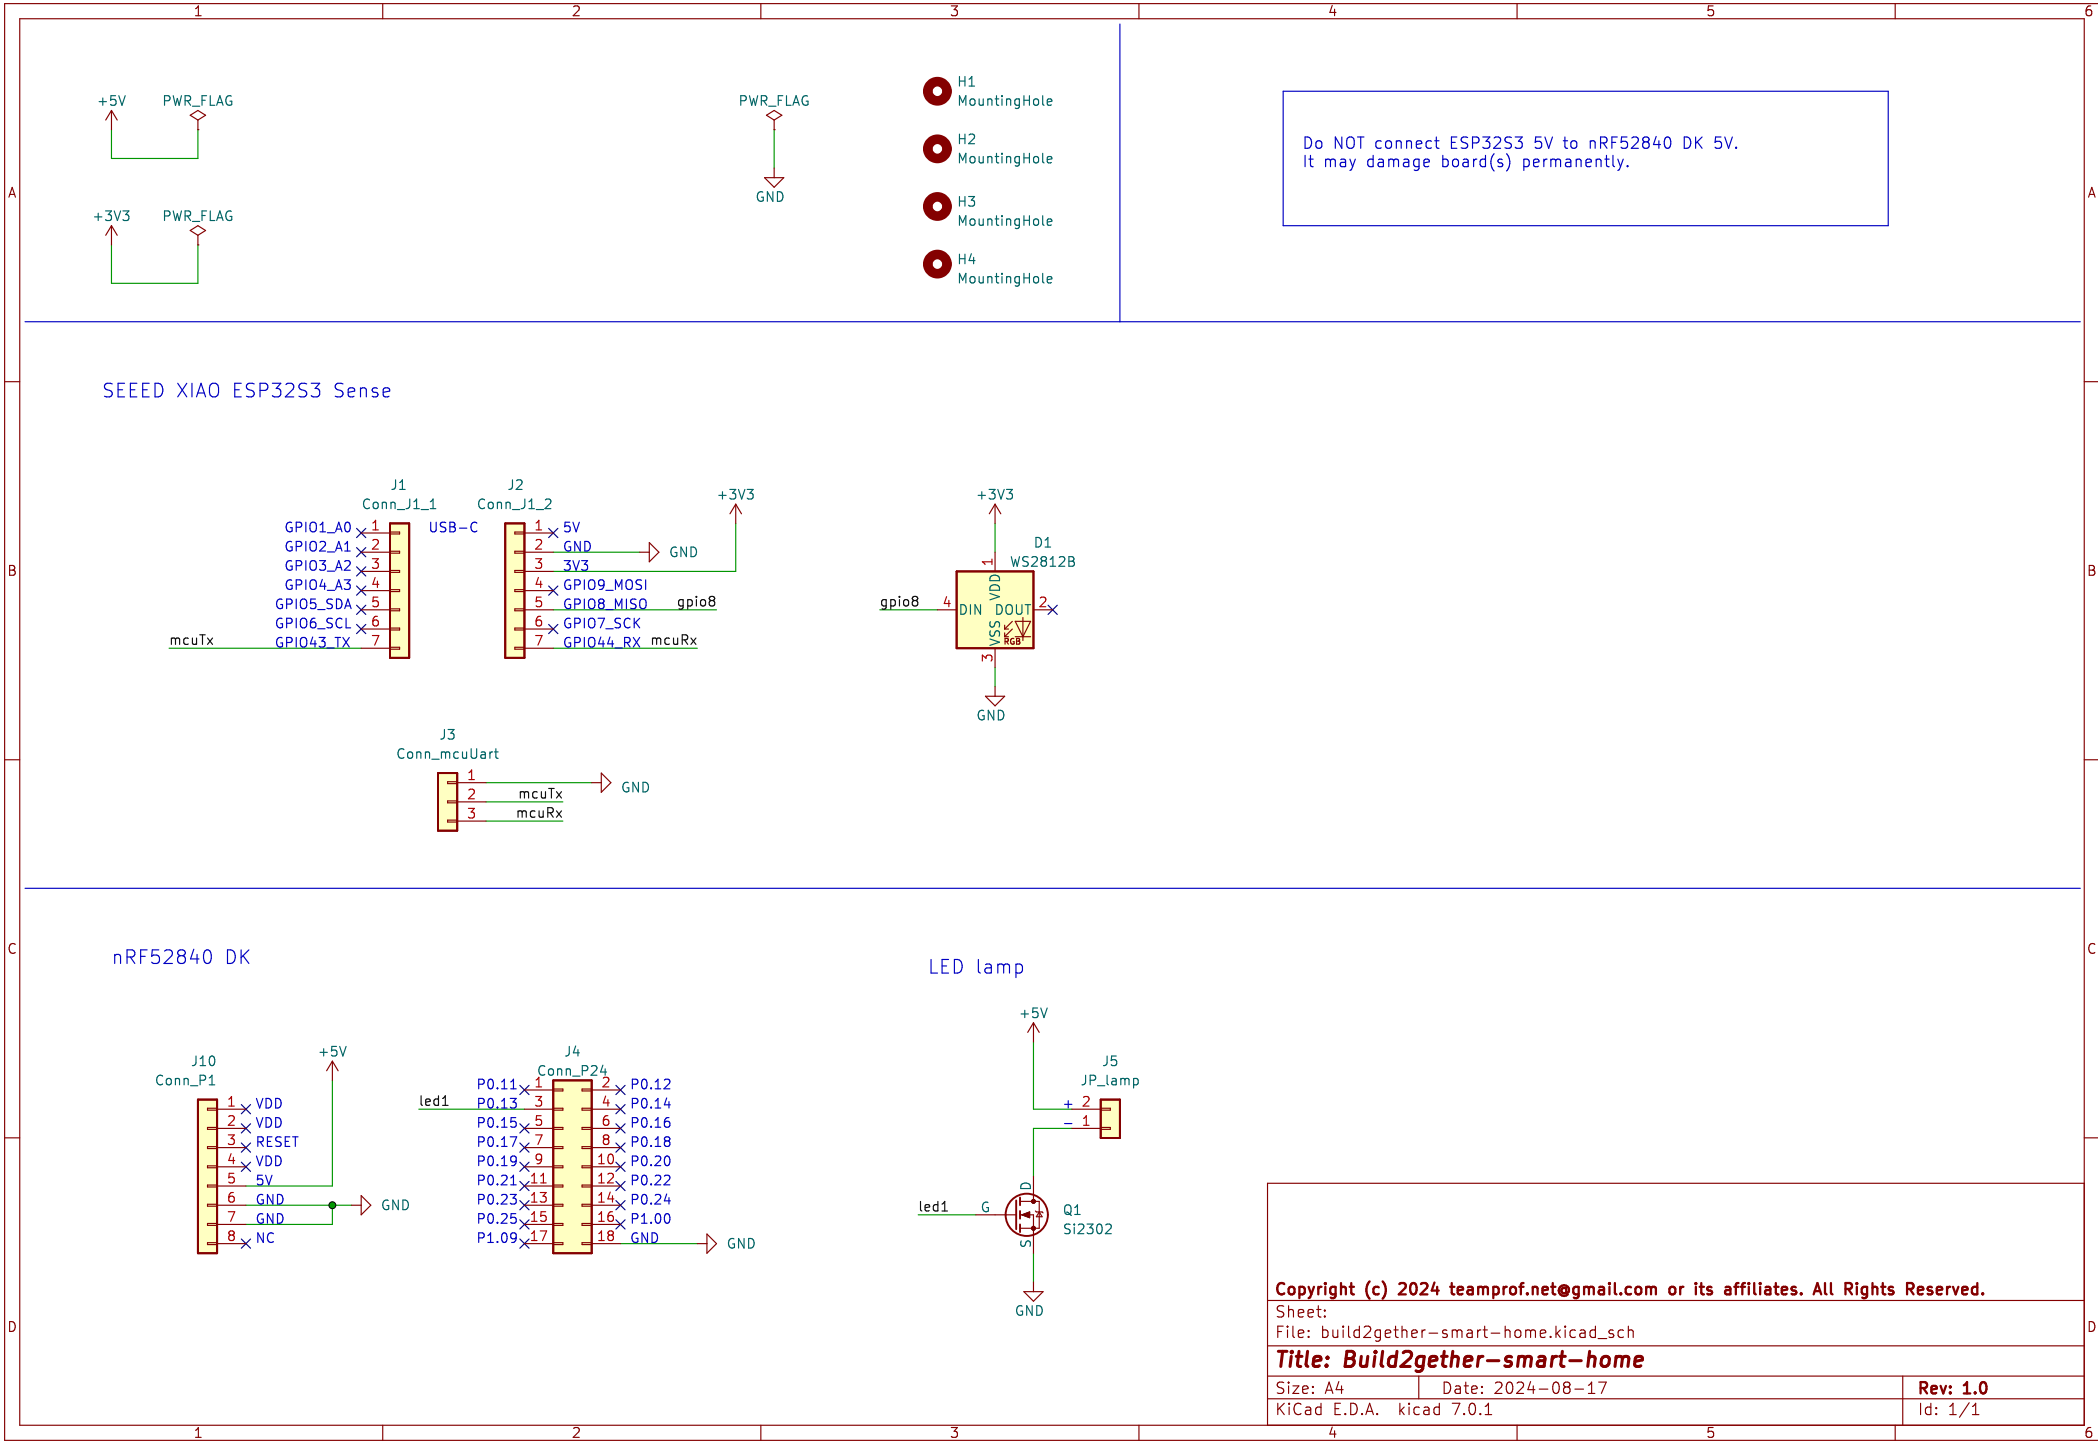 1 2 3 4 5 6
A A
B B
C C
D D
+5V PWR_FLAG
+3V3 PWR_FLAG
PWR_FLAG
GND
H1
MountingHole
H2
MountingHole
H3
MountingHole
H4
MountingHole
Do NOT connect ESP32S3 5V to nRF52840 DK 5V.
It may damage board(s) permanently.
SEEED XIAO ESP32S3 Sense
J1
Conn_J1_1
GPIO1_A0 1
GPIO2_A1 2
GPIO3_A2 3
GPIO4_A3 4
GPIO5_SDA 5
GPIO6_SCL 6
mcuTx GPIO43_TX 7
USB-C
J2
Conn_J1_2
1 5V
2 GND GND
3 3V3 +3V3
4 GPIO9_MOSI
5 GPIO8_MISO gpio8
6 GPIO7_SCK
7 GPIO44_RX mcuRx
+3V3
D1
WS2812B
1 VDD
gpio8 4 DIN DOUT 2
VSS RGB
3
GND
J3
Conn_mcuUart
1 GND
2 mcuTx
3 mcuRx
nRF52840 DK
J10
Conn_P1
+5V
1 VDD
2 VDD
3 RESET
4 VDD
5 5V
6 GND GND
7 GND
8 NC
J4
Conn_P24
P0.11 1 2 P0.12
led1 P0.13 3 4 P0.14
P0.15 5 6 P0.16
P0.17 7 8 P0.18
P0.19 9 10 P0.20
P0.21 11 12 P0.22
P0.23 13 14 P0.24
P0.25 15 16 P1.00
P1.09 17 18 GND GND
LED lamp
+5V
J5
JP_lamp
+ 2
- 1
led1 G D S
Q1
Si2302
GND
Copyright (c) 2024 teamprof.net@gmail.com or its affiliates. All Rights Reserved.
Sheet:
File: build2gether-smart-home.kicad_sch
Title: Build2gether-smart-home
Size: A4 Date: 2024-08-17 Rev: 1.0
KiCad E.D.A. kicad 7.0.1 Id: 1/1
1 2 3 4 5 6